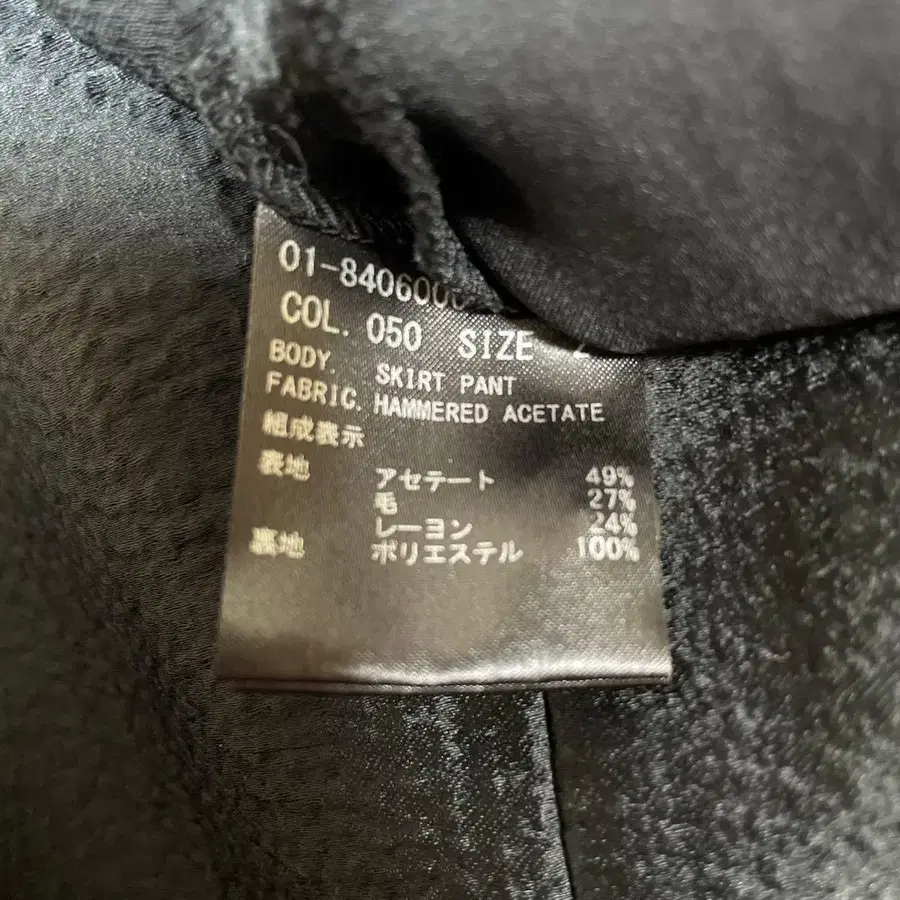 01-840600
COL. 050 SIZE
BODY. SKIRT PANT
FABRIC. HAMMERED ACETATE
組成表示
表地 アセテート 49%
毛 27%
レーヨン 24%
裏地 ポリエステル 100%